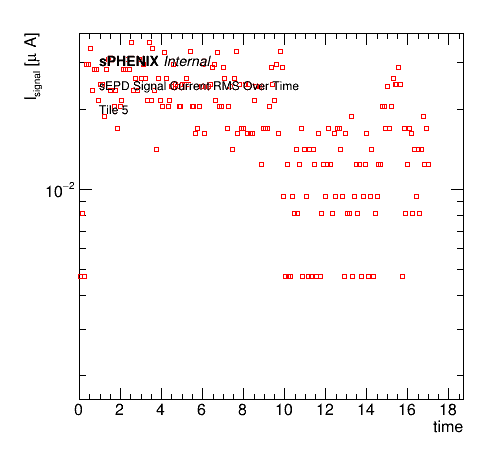 I_signal [μ A]
sPHENIX Internal
sEPD Signal Current RMS Over Time
Tile 5
10^-2
0 2 4 6 8 10 12 14 16 18
time